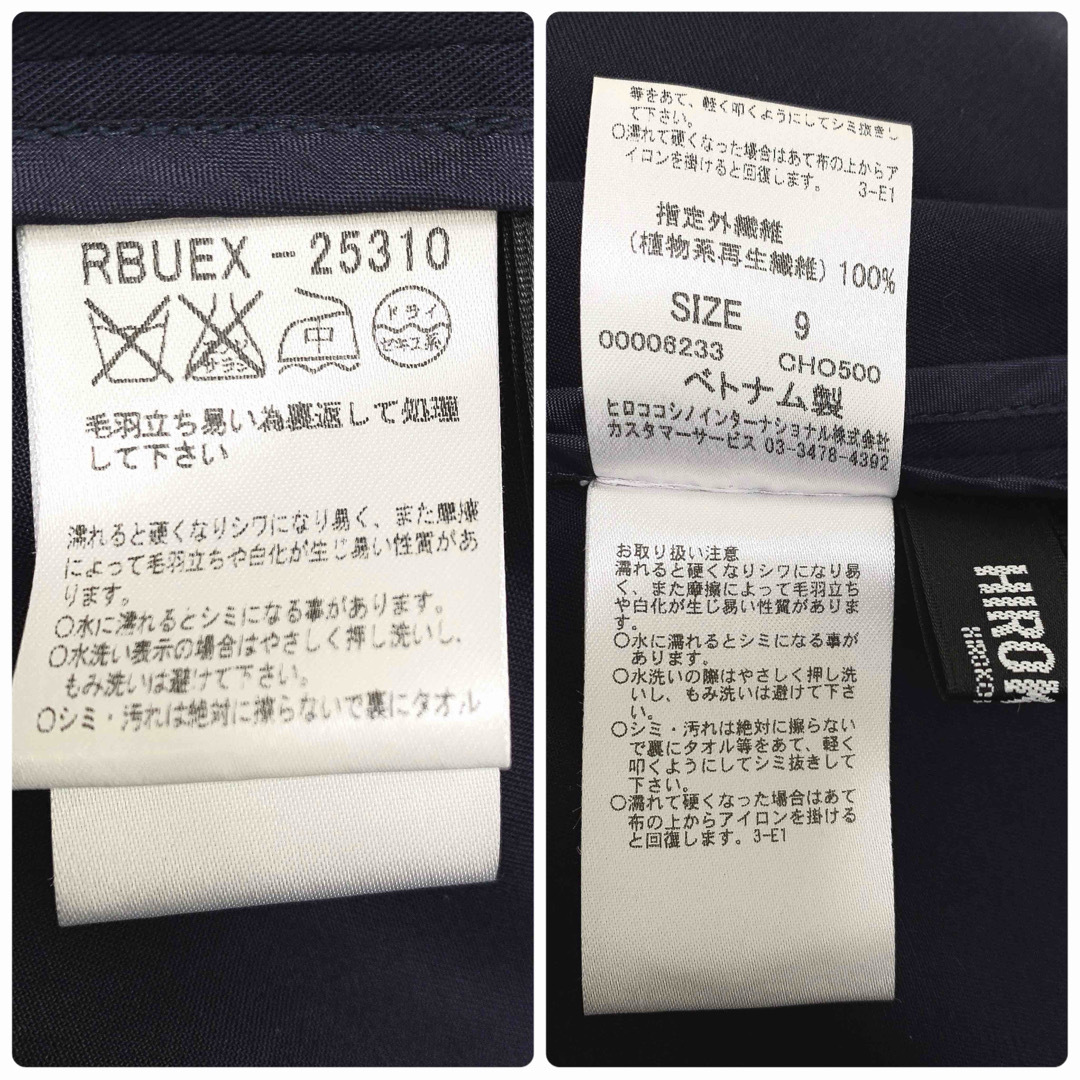 RBUEX -25310
中
ドライ
セキユ系
毛羽立ち易い為裏返して処理
して下さい
濡れると硬くなりシワになり易く、また摩擦
によって毛羽立ちや白化が生じ易い性質があ
ります。
○水に濡れるとシミになる事があります。
○水洗い表示の場合はやさしく押し洗いし、
もみ洗いは避けて下さい。
○シミ・汚れは絶対に擦らないで裏にタオル
等をあて、軽く叩くようにしてシミ抜きし
て下さい。
○濡れて硬くなった場合はあて布の上からア
イロンを掛けると回復します。 3-E1
指定外繊維
(植物系再生繊維) 100%
SIZE 9
00006233 CHO500
ベトナム製
ヒロココシノインターナショナル株式会社
カスタマーサービス 03-3478-4392
お取り扱い注意
濡れると硬くなりシワになり易
く、また摩擦によって毛羽立ち
や白化が生じ易い性質がありま
す。
○水に濡れるとシミになる事が
あります。
○水洗いの際はやさしく押し洗
いし、もみ洗いは避けて下さ
い。
○シミ・汚れは絶対に擦らない
で裏にタオル等をあて、軽く
叩くようにしてシミ抜きして
下さい。
○濡れて硬くなった場合はあて
布の上からアイロンを掛ける
と回復します。3-E1
HIROK
HIROKO